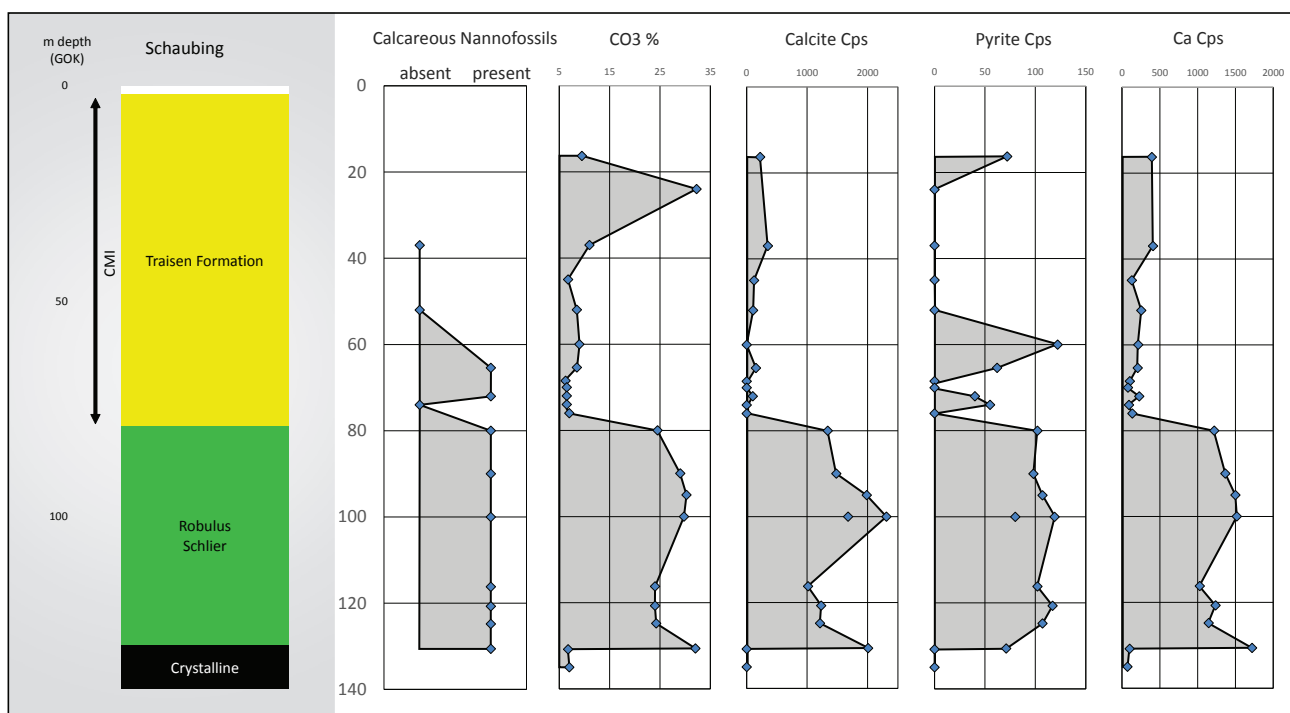 m depth
(GOK)
Schaubing
0
50
100
CMI
Traisen Formation
Robulus
Schlier
Crystalline
Calcareous Nannofossils
absent present
0
20
40
60
80
100
120
140
CO3 %
5 15 25 35
Calcite Cps
0 1000 2000
Pyrite Cps
0 50 100 150
Ca Cps
0 500 1000 1500 2000